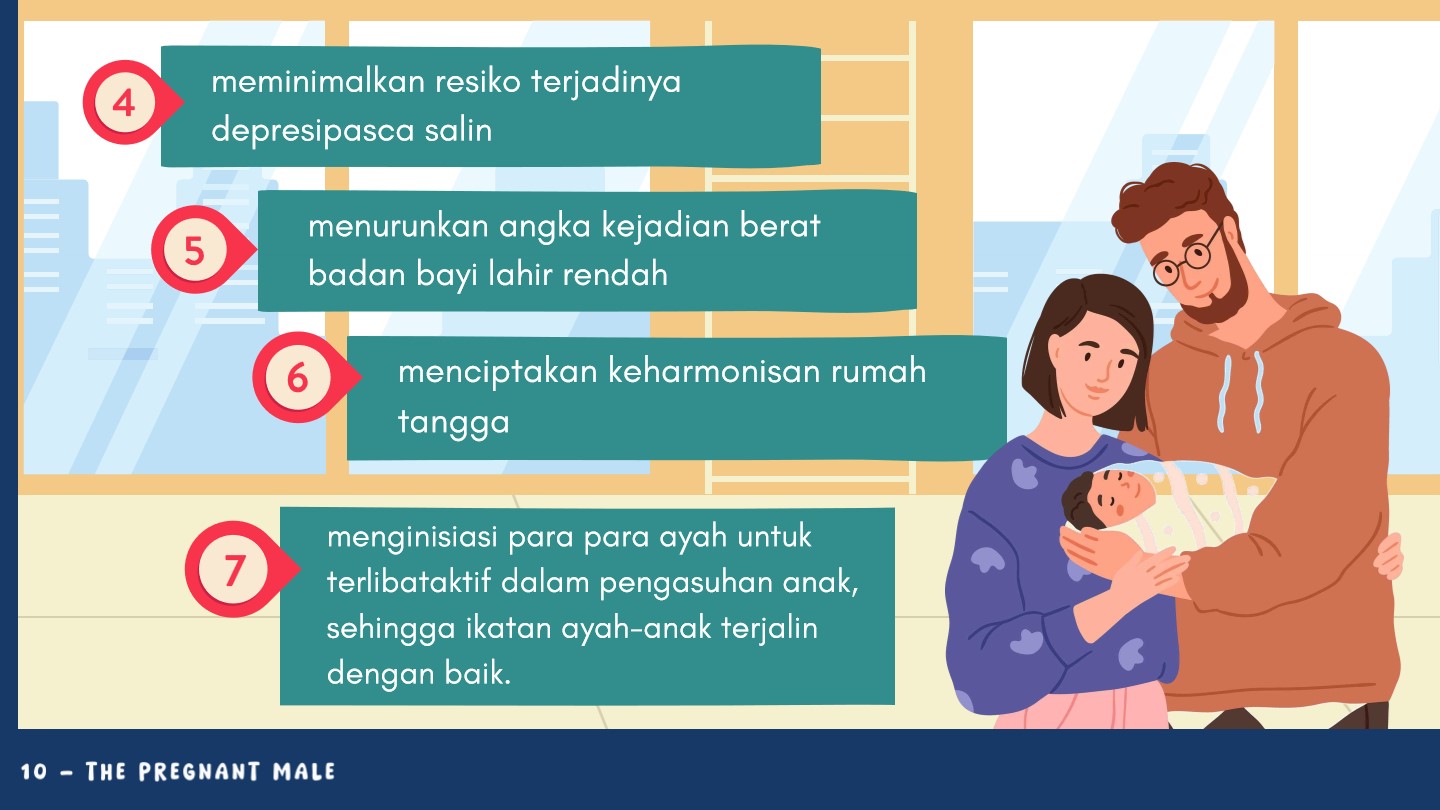 4
meminimalkan resiko terjadinya
depresipasca salin
5
menurunkan angka kejadian berat
badan bayi lahir rendah
6
menciptakan keharmonisan rumah
tangga
7
menginisiasi para para ayah untuk
terlibataktif dalam pengasuhan anak,
sehingga ikatan ayah-anak terjalin
dengan baik.
10 - THE PREGNANT MALE